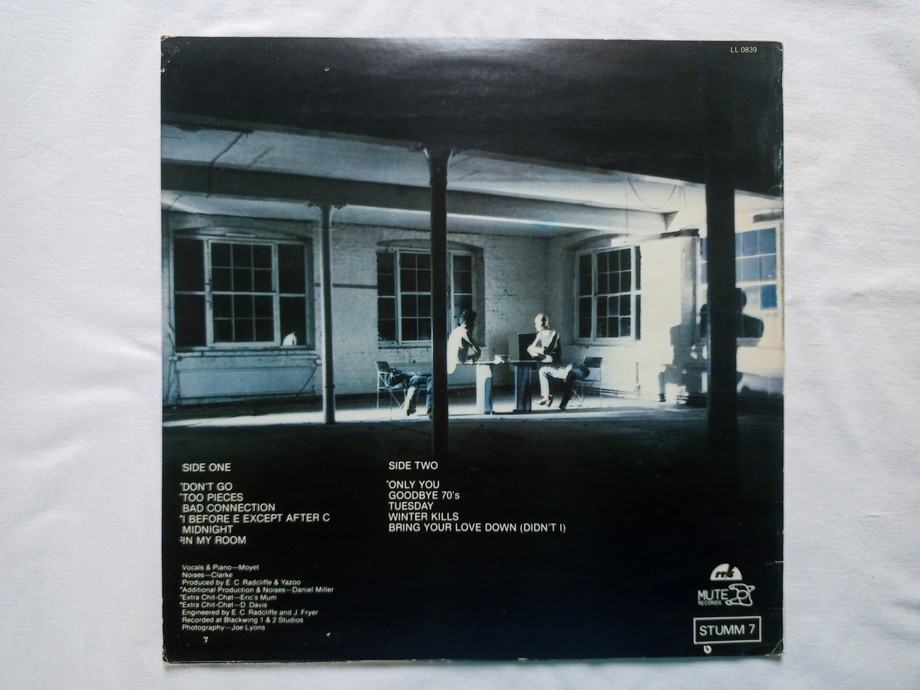 LL 0839
SIDE ONE
*DON'T GO
*TOO PIECES
BAD CONNECTION
*I BEFORE E EXCEPT AFTER C
MIDNIGHT
IN MY ROOM
SIDE TWO
*ONLY YOU
GOODBYE 70's
TUESDAY
WINTER KILLS
BRING YOUR LOVE DOWN (DIDN'T I)
Vocals & Piano—Moyet
Noises—Clarke
Produced by E. C. Radcliffe & Yazoo
*Additional Production & Noises—Daniel Miller
Extra Chit-Chat—Eric's Mum
Extra Chit-Chat—D. Davis
Engineered by E. C. Radcliffe and J. Fryer
Recorded at Blackwing 1 & 2 Studios
Photography—Joe Lyons
MUTE
RECORDS
STUMM 7